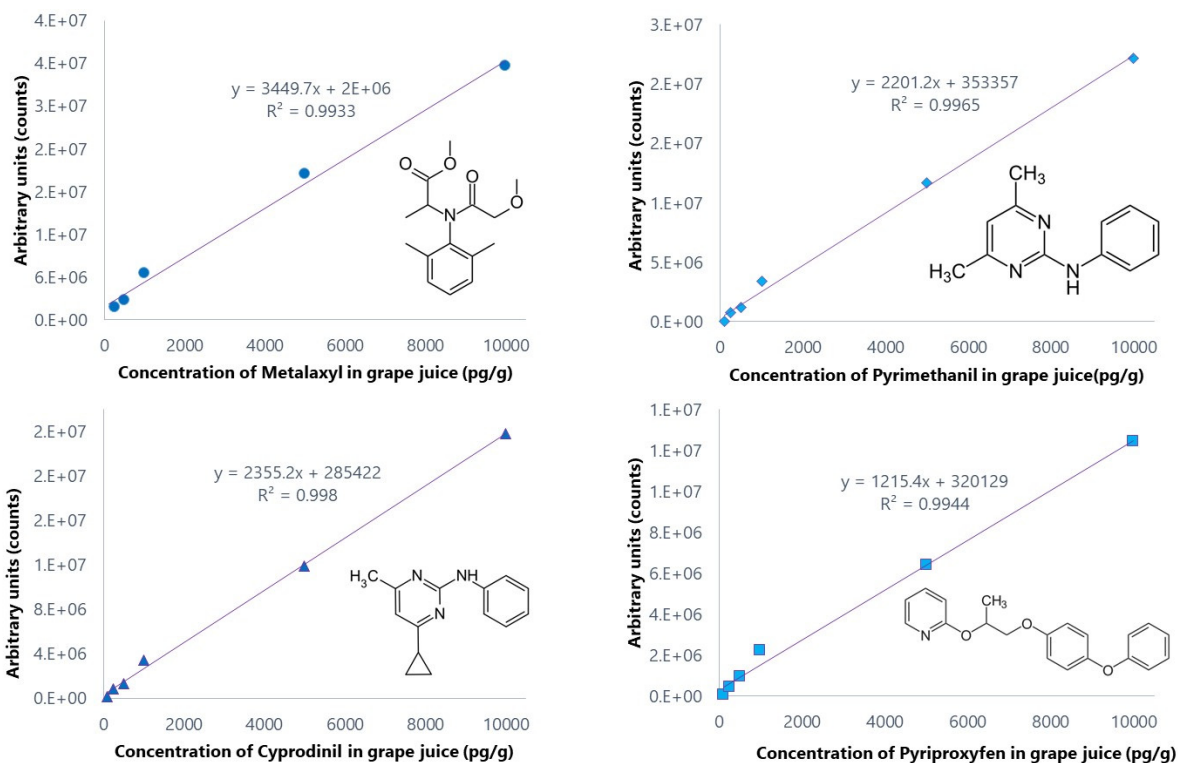 4.E+07
4.E+07
3.E+07
2.E+07
2.E+07
1.E+07
6.E+06
0.E+00
Arbitrary units (counts)
y = 3449.7x + 2E+06
R² = 0.9933
O
O
O
O
N
0 2000 4000 6000 8000 10000
Concentration of Metalaxyl in grape juice (pg/g)
3.E+07
2.E+07
2.E+07
1.E+07
5.E+06
0.E+00
Arbitrary units (counts)
y = 2201.2x + 353357
R² = 0.9965
CH₃
N
H₃C
N
N
H
0 2000 4000 6000 8000 10000
Concentration of Pyrimethanil in grape juice(pg/g)
2.E+07
2.E+07
2.E+07
1.E+07
8.E+06
4.E+06
0.E+00
Arbitrary units (counts)
y = 2355.2x + 285422
R² = 0.998
H₃C
N
NH
N
0 2000 4000 6000 8000 10000
Concentration of Cyprodinil in grape juice (pg/g)
1.E+07
1.E+07
1.E+07
8.E+06
6.E+06
4.E+06
2.E+06
0.E+00
Arbitrary units (counts)
y = 1215.4x + 320129
R² = 0.9944
CH₃
N
O
O
O
0 2000 4000 6000 8000 10000
Concentration of Pyriproxyfen in grape juice (pg/g)